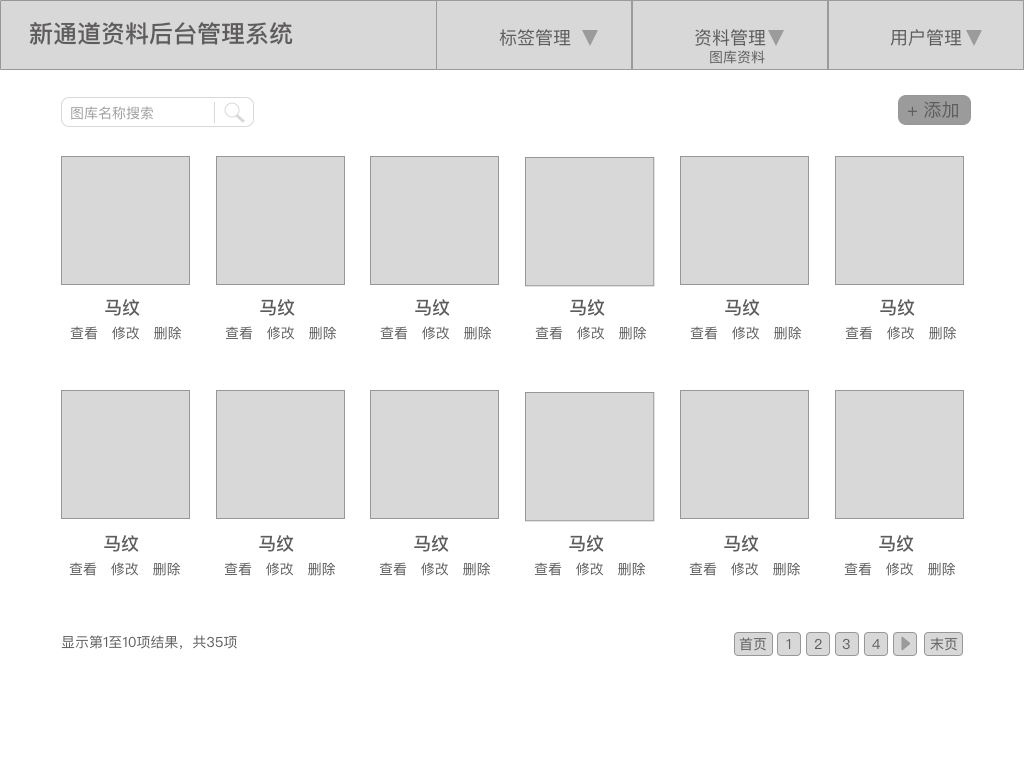 新通道资料后台管理系统
标签管理 ▼
资料管理▼
图库资料
用户管理▼
图库名称搜索
+ 添加
马纹 马纹 马纹 马纹 马纹 马纹
查看 修改 删除 查看 修改 删除 查看 修改 删除 查看 修改 删除 查看 修改 删除 查看 修改 删除
马纹 马纹 马纹 马纹 马纹 马纹
查看 修改 删除 查看 修改 删除 查看 修改 删除 查看 修改 删除 查看 修改 删除 查看 修改 删除
显示第1至10项结果，共35项
首页 1 2 3 4 ▶ 末页